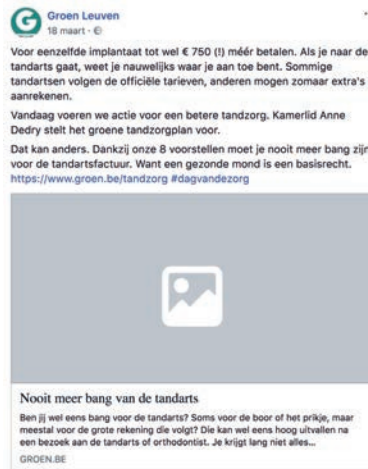 Groen Leuven
18 maart ·
Voor eenzelfde implantaat tot wel € 750 (!) méér betalen. Als je naar de
tandarts gaat, weet je nauwelijks waar je aan toe bent. Sommige
tandartsen volgen de officiële tarieven, anderen mogen zomaar extra's
aanrekenen.
Vandaag voeren we actie voor een betere tandzorg. Kamerlid Anne
Dedry stelt het groene tandzorgplan voor.
Dat kan anders. Dankzij onze 8 voorstellen moet je nooit meer bang zijn
voor de tandartsfactuur. Want een gezonde mond is een basisrecht.
https://www.groen.be/tandzorg #dagvandezorg
Nooit meer bang van de tandarts
Ben jij wel eens bang voor de tandarts? Soms voor de boor of het prikje, maar
meestal voor de grote rekening die volgt? Die kan wel eens hoog uitvallen na
een bezoek aan de tandarts of orthodontist. Je krijgt lang niet alles...
GROEN.BE